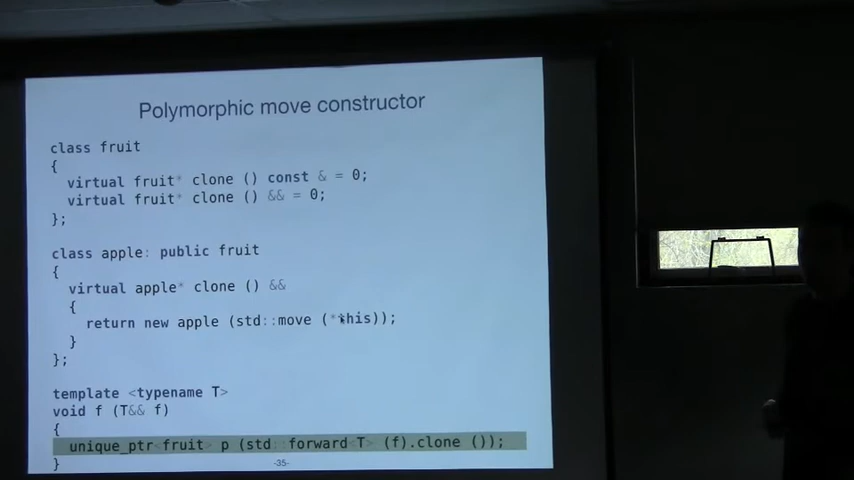 Polymorphic move constructor
class fruit
{
virtual fruit* clone () const & = 0;
virtual fruit* clone () && = 0;
};
class apple: public fruit
{
virtual apple* clone () &&
{
return new apple (std::move (*this));
}
};
template <typename T>
void f (T&& f)
{
unique_ptr<fruit> p (std::forward<T> (f).clone ());
}
-35-